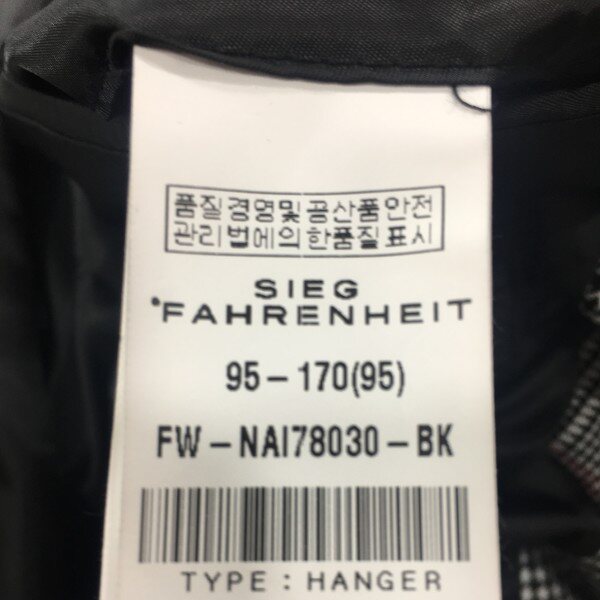 품질경영및공산품안전
관리법에의한품질표시
SIEG
FAHRENHEIT
95-170(95)
FW-NAI78030-BK
TYPE : HANGER